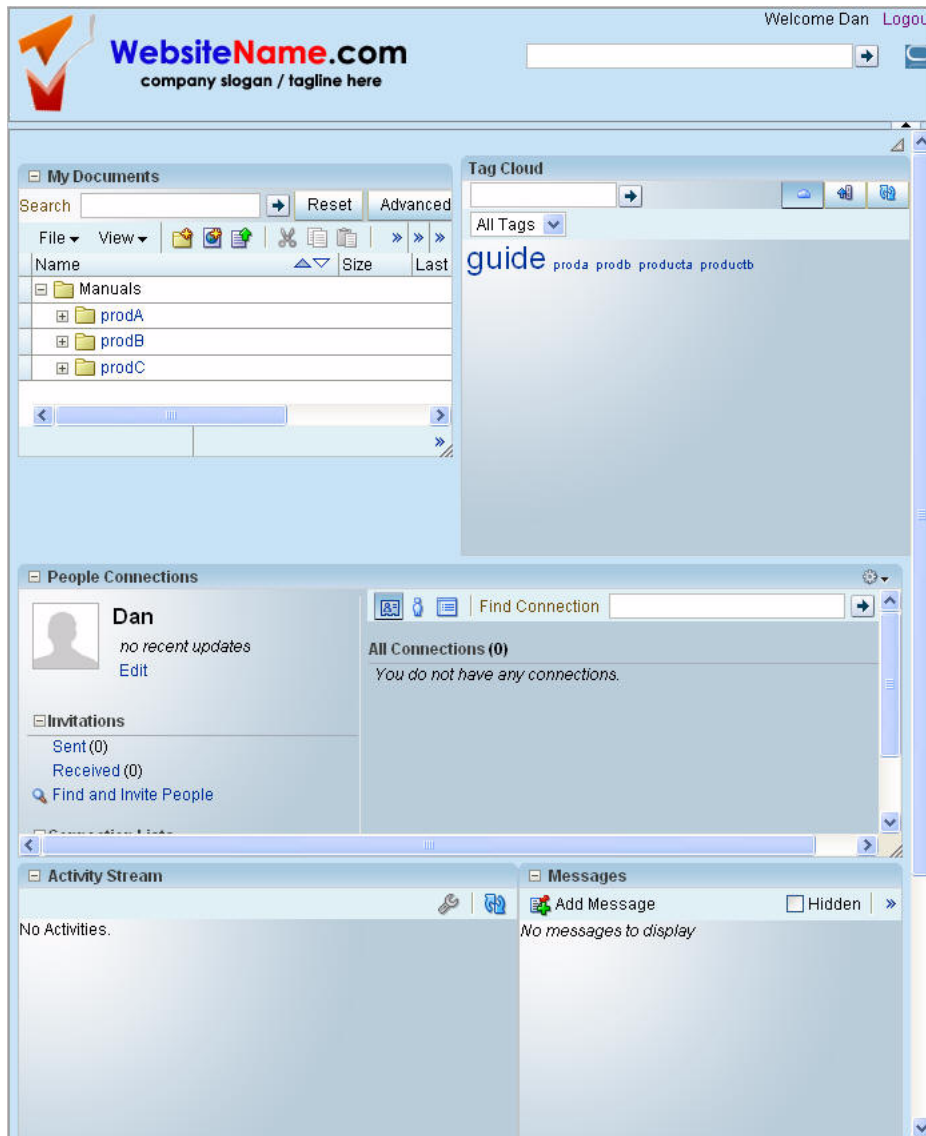 Welcome Dan Logou
WebsiteName.com
company slogan / tagline here
My Documents
Search Reset Advanced
File View
Name Size Last
Manuals
prodA
prodB
prodC
Tag Cloud
All Tags
guide proda prodb producta productb
People Connections
Dan
no recent updates
Edit
Invitations
Sent (0)
Received (0)
Find and Invite People
Find Connection
All Connections (0)
You do not have any connections.
Activity Stream
No Activities.
Messages
Add Message Hidden
No messages to display